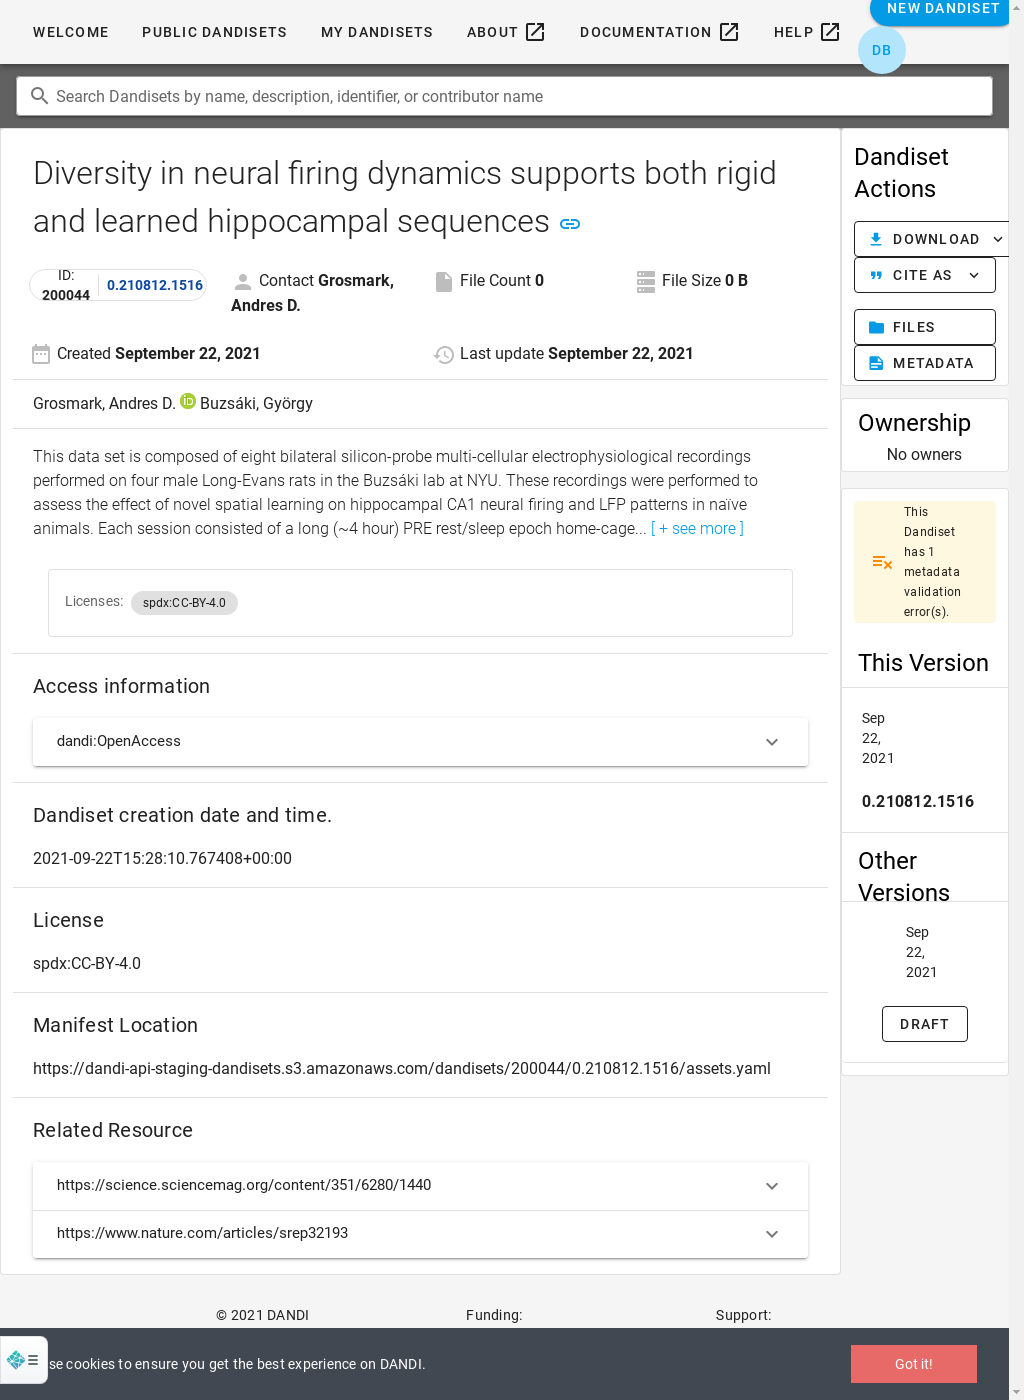 WELCOME
PUBLIC DANDISETS
MY DANDISETS
ABOUT
DOCUMENTATION
HELP
NEW DANDISET
DB
Search Dandisets by name, description, identifier, or contributor name
Diversity in neural firing dynamics supports both rigid
and learned hippocampal sequences
ID:
200044
0.210812.1516
Contact Grosmark,
Andres D.
File Count 0
File Size 0 B
Created September 22, 2021
Last update September 22, 2021
Grosmark, Andres D. iD Buzsáki, György
This data set is composed of eight bilateral silicon-probe multi-cellular electrophysiological recordings
performed on four male Long-Evans rats in the Buzsáki lab at NYU. These recordings were performed to
assess the effect of novel spatial learning on hippocampal CA1 neural firing and LFP patterns in naïve
animals. Each session consisted of a long (~4 hour) PRE rest/sleep epoch home-cage... [ + see more ]
Licenses: spdx:CC-BY-4.0
Access information
dandi:OpenAccess
Dandiset creation date and time.
2021-09-22T15:28:10.767408+00:00
License
spdx:CC-BY-4.0
Manifest Location
https://dandi-api-staging-dandisets.s3.amazonaws.com/dandisets/200044/0.210812.1516/assets.yaml
Related Resource
https://science.sciencemag.org/content/351/6280/1440
https://www.nature.com/articles/srep32193
Dandiset
Actions
DOWNLOAD
CITE AS
FILES
METADATA
Ownership
No owners
This
Dandiset
has 1
metadata
validation
error(s).
This Version
Sep
22,
2021
0.210812.1516
Other
Versions
Sep
22,
2021
DRAFT
© 2021 DANDI
Funding:
Support:
se cookies to ensure you get the best experience on DANDI.
Got it!